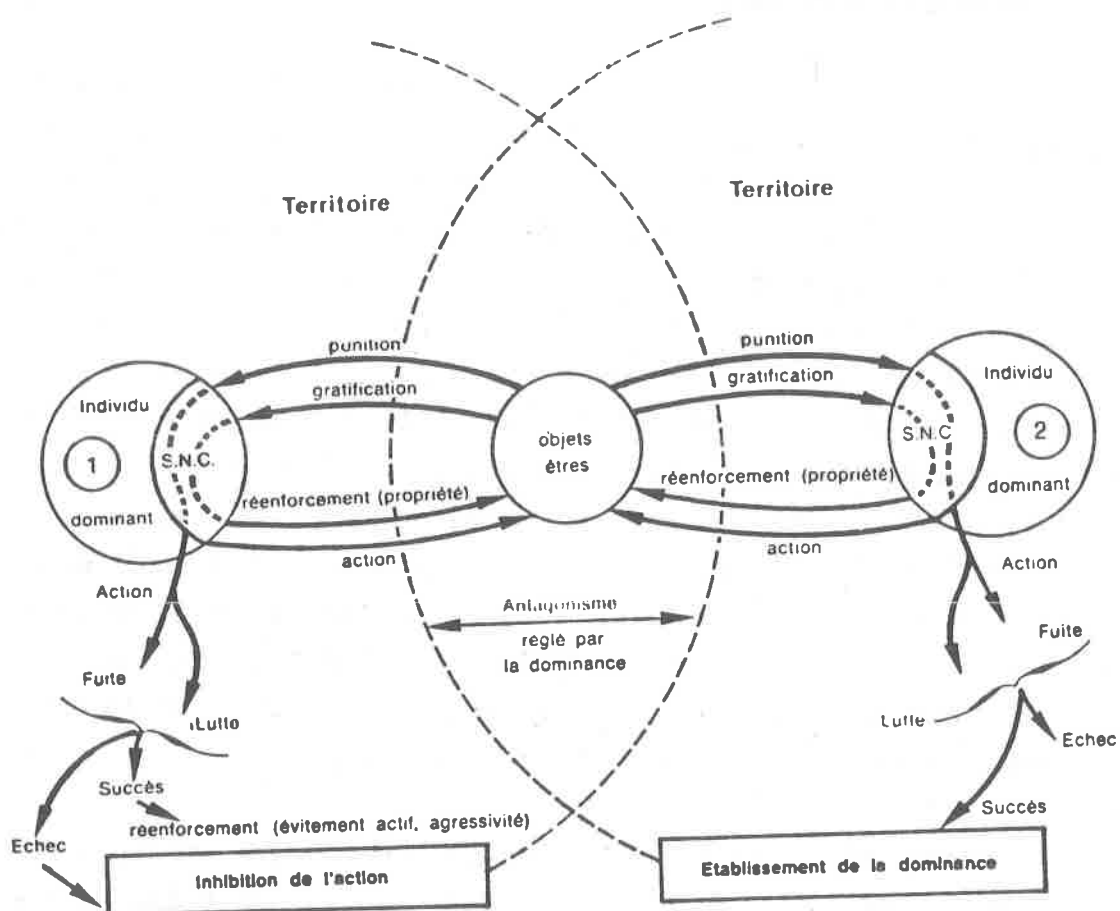 Territoire
Territoire
punition
gratification
punition
gratification
Individu
1
dominant
S.N.C.
objets
êtres
S.N.C
Individu
2
dominant
réenforcement (propriété)
action
réenforcement (propriété)
action
Action
Action
Antagonisme
réglé par
la dominance
Fuite
Lutte
Fuite
Lutte
Echec
Succès
Succès
réenforcement (évitement actif, agressivité)
Echec
Inhibition de l'action
Etablissement de la dominance